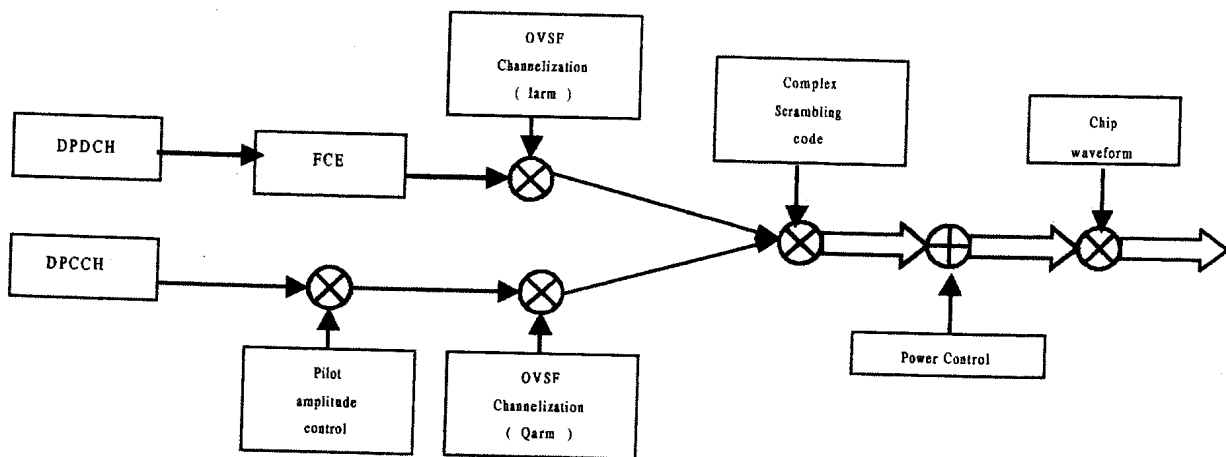 OVSF
Channelization
( Iarm )
Complex
Scrambling
code
Chip
waveform
DPDCH
FCE
DPCCH
Pilot
amplitude
control
OVSF
Channelization
( Qarm )
Power Control